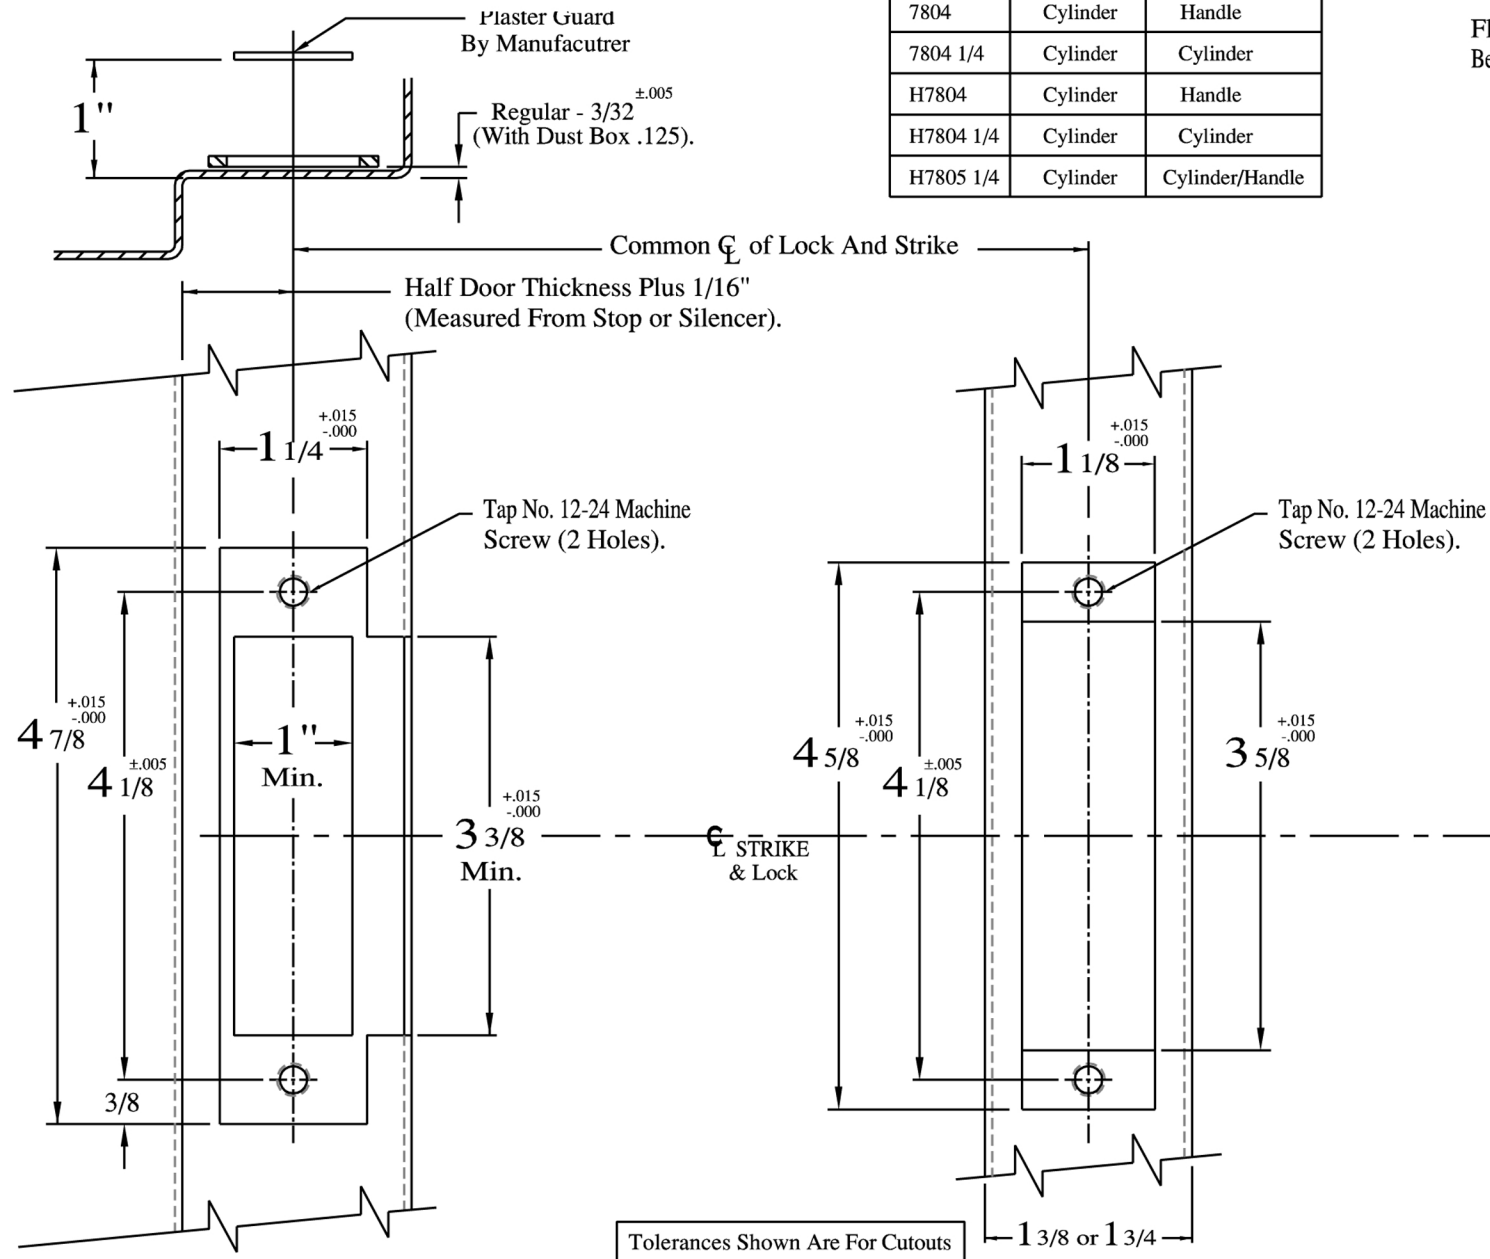 Plaster Guard
By Manufacutrer
1"
Regular - 3/32 ±.005
(With Dust Box .125).
7804 Cylinder Handle
7804 1/4 Cylinder Cylinder
H7804 Cylinder Handle
H7804 1/4 Cylinder Cylinder
H7805 1/4 Cylinder Cylinder/Handle
Be
Common ℄ of Lock And Strike
Half Door Thickness Plus 1/16"
(Measured From Stop or Silencer).
1 1/4 +.015 -.000
Tap No. 12-24 Machine
Screw (2 Holes).
4 7/8 +.015 -.000
4 1/8 ±.005
1"
Min.
3 3/8 +.015 -.000
Min.
3/8
℄ STRIKE
& Lock
1 1/8 +.015 -.000
Tap No. 12-24 Machine
Screw (2 Holes).
4 5/8 +.015 -.000
4 1/8 ±.005
3 5/8 +.015 -.000
1 3/8 or 1 3/4
Tolerances Shown Are For Cutouts